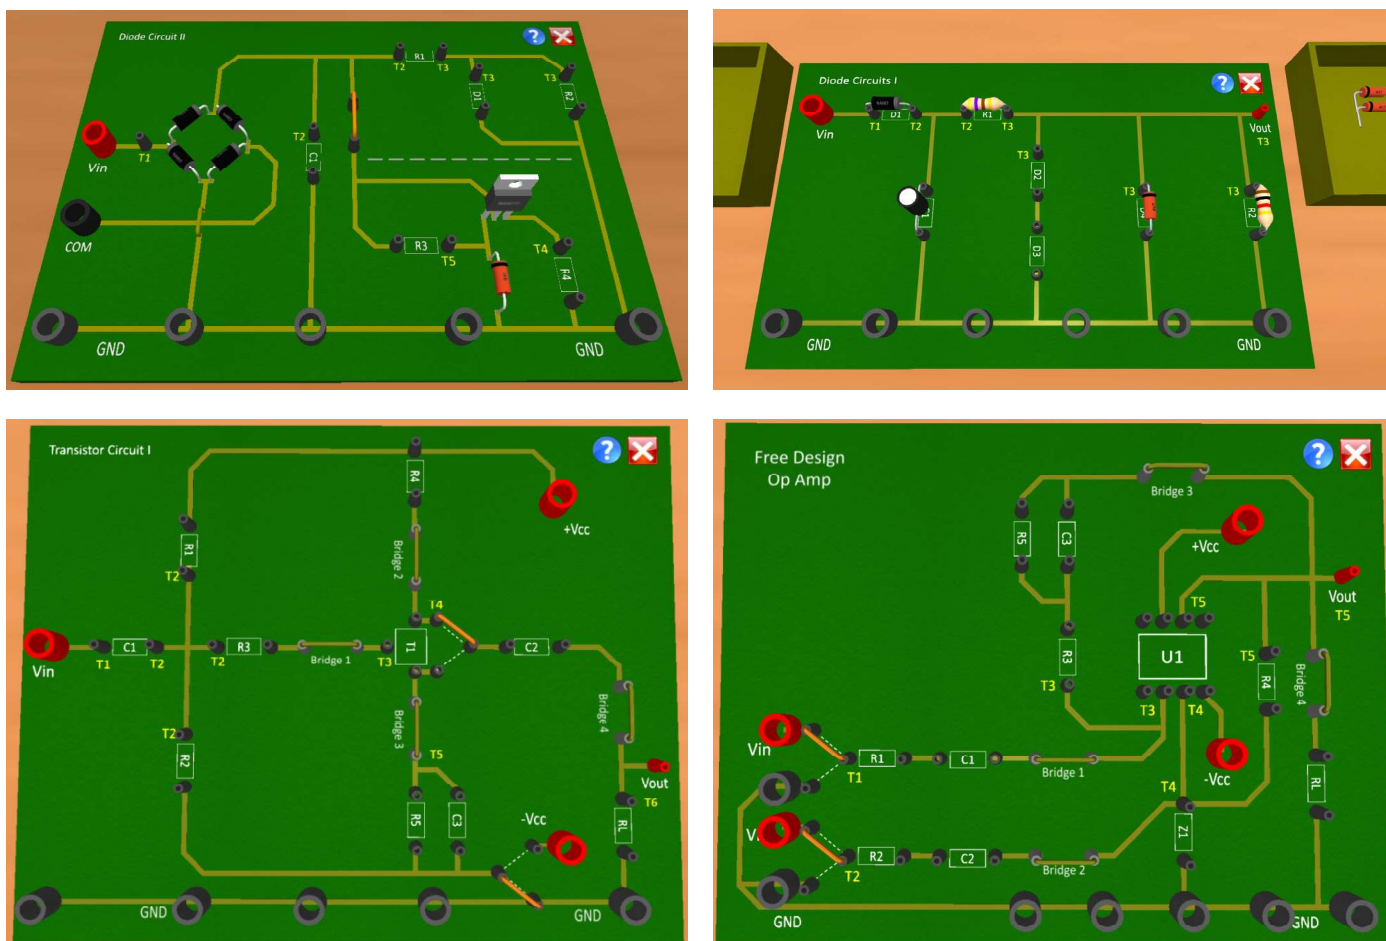 Diode Circuit II
?
R1
T2
T3
T3
D1
T3
R2
Vin
T1
T2
C1
COM
R3
T5
T4
R4
GND
GND
Diode Circuits I
?
Vin
T1
D1
T2
T2
R1
T3
Vout
T3
T3
D2
T3
T3
R2
D3
GND
GND
Transistor Circuit I
?
R4
+Vcc
R1
T2
Bridge 2
T4
Vin
T1
C1
T2
T2
R3
Bridge 1
T3
T1
C2
Bridge 3
Bridge 4
T2
R2
T5
Vout
T6
R5
C3
-Vcc
RL
GND
GND
Free Design
Op Amp
?
Bridge 3
R5
C3
+Vcc
Vout
T5
T5
U1
R3
T3
T5
R4
Bridge 4
T3
T4
Vin
T1
R1
C1
Bridge 1
-Vcc
T4
RL
Z1
T2
R2
C2
Bridge 2
GND
GND